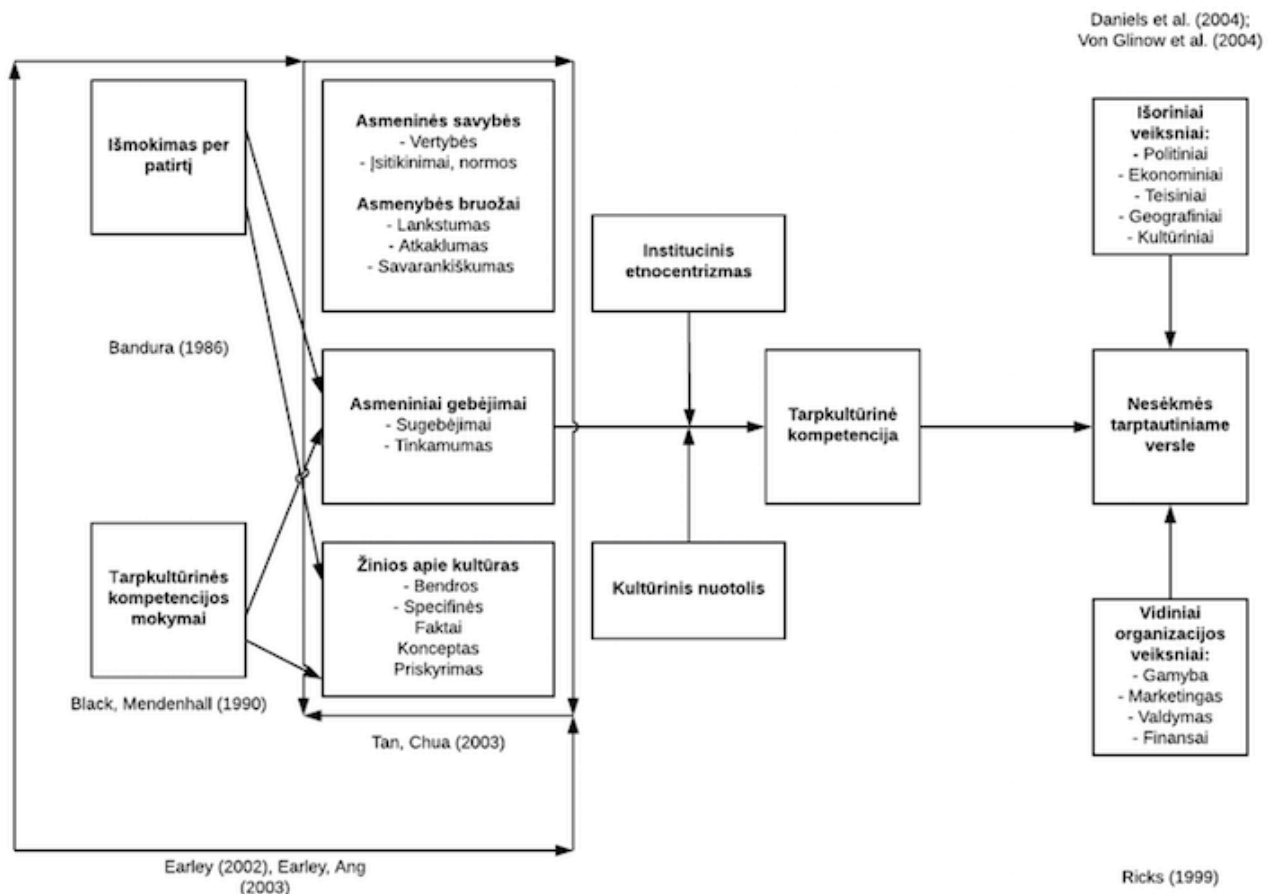 Daniels et al. (2004);
Von Glinow et al. (2004)
Išmokimas per
patirtį
Bandura (1986)
Tarpkultūrinės
kompetencijos
mokymai
Black, Mendenhall (1990)
Asmeninės savybės
- Vertybės
- Įsitikinimai, normos
Asmenybės bruožai
- Lankstumas
- Atkaklumas
- Savarankiškumas
Asmeniniai gebėjimai
- Sugebėjimai
- Tinkamumas
Žinios apie kultūras
- Bendros
- Specifinės
Faktai
Konceptas
Priskyrimas
Tan, Chua (2003)
Earley (2002), Earley, Ang
(2003)
Institucinis
etnocentrizmas
Kultūrinis nuotolis
Tarpkultūrinė
kompetencija
Išoriniai
veiksniai:
- Politiniai
- Ekonominiai
- Teisiniai
- Geografiniai
- Kultūriniai
Nesėkmės
tarptautiniame
versle
Vidiniai
organizacijos
veiksniai:
- Gamyba
- Marketingas
- Valdymas
- Finansai
Ricks (1999)